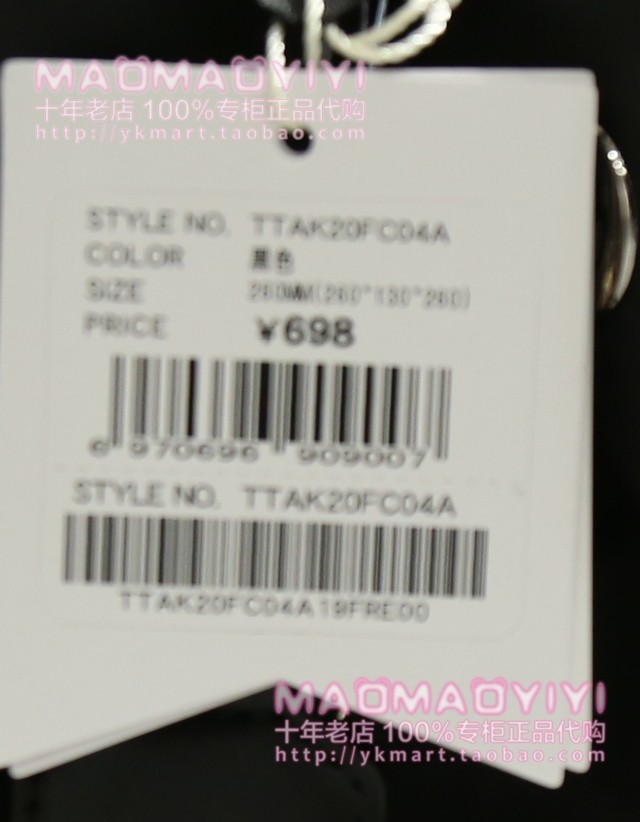 MAOMAOYIYI
十年老店 100%专柜正品代购
http://ykmart.taobao.com
STYLE NO. TTAK20FC04A
COLOR 黑色
SIZE 260MM(260*130*260)
PRICE ¥698
6 970696 909007
STYLE NO. TTAK20FC04A
TTAK20FC04A19FRE00
MAOMAOYIYI
十年老店 100%专柜正品代购
http://ykmart.taobao.com